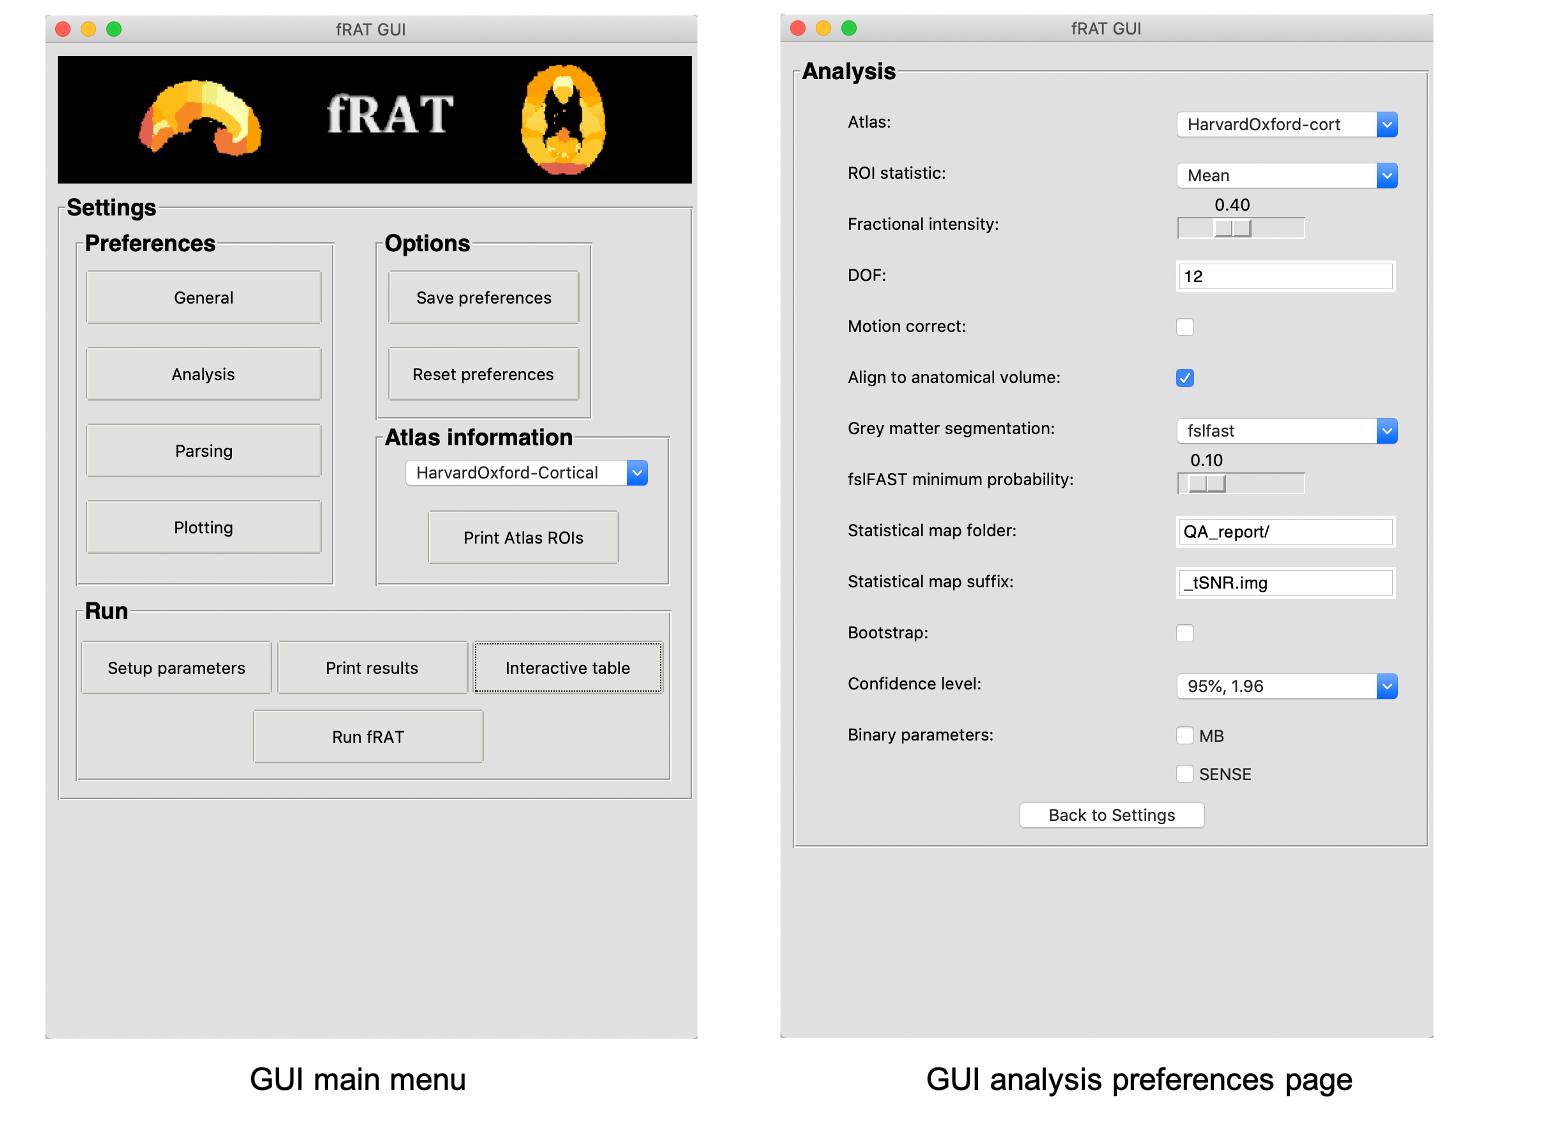 fRAT GUI
fRAT
Settings
Preferences
General
Analysis
Parsing
Plotting
Options
Save preferences
Reset preferences
Atlas information
HarvardOxford-Cortical
Print Atlas ROIs
Run
Setup parameters
Print results
Interactive table
Run fRAT
GUI main menu
fRAT GUI
Analysis
Atlas: HarvardOxford-cort
ROI statistic: Mean
0.40
Fractional intensity:
DOF: 12
Motion correct:
Align to anatomical volume:
Grey matter segmentation: fslfast
0.10
fslFAST minimum probability:
Statistical map folder: QA_report/
Statistical map suffix: _tSNR.img
Bootstrap:
Confidence level: 95%, 1.96
Binary parameters: MB
SENSE
Back to Settings
GUI analysis preferences page